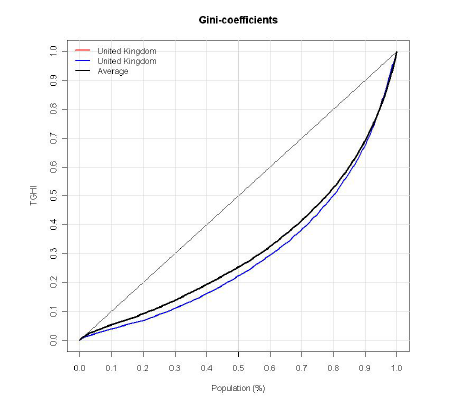 Gini-coefficients
United Kingdom
United Kingdom
Average
1.0
0.9
0.8
0.7
0.6
0.5
0.4
0.3
0.2
0.1
0.0
TGHI
0.0 0.1 0.2 0.3 0.4 0.5 0.6 0.7 0.8 0.9 1.0
Population (%)